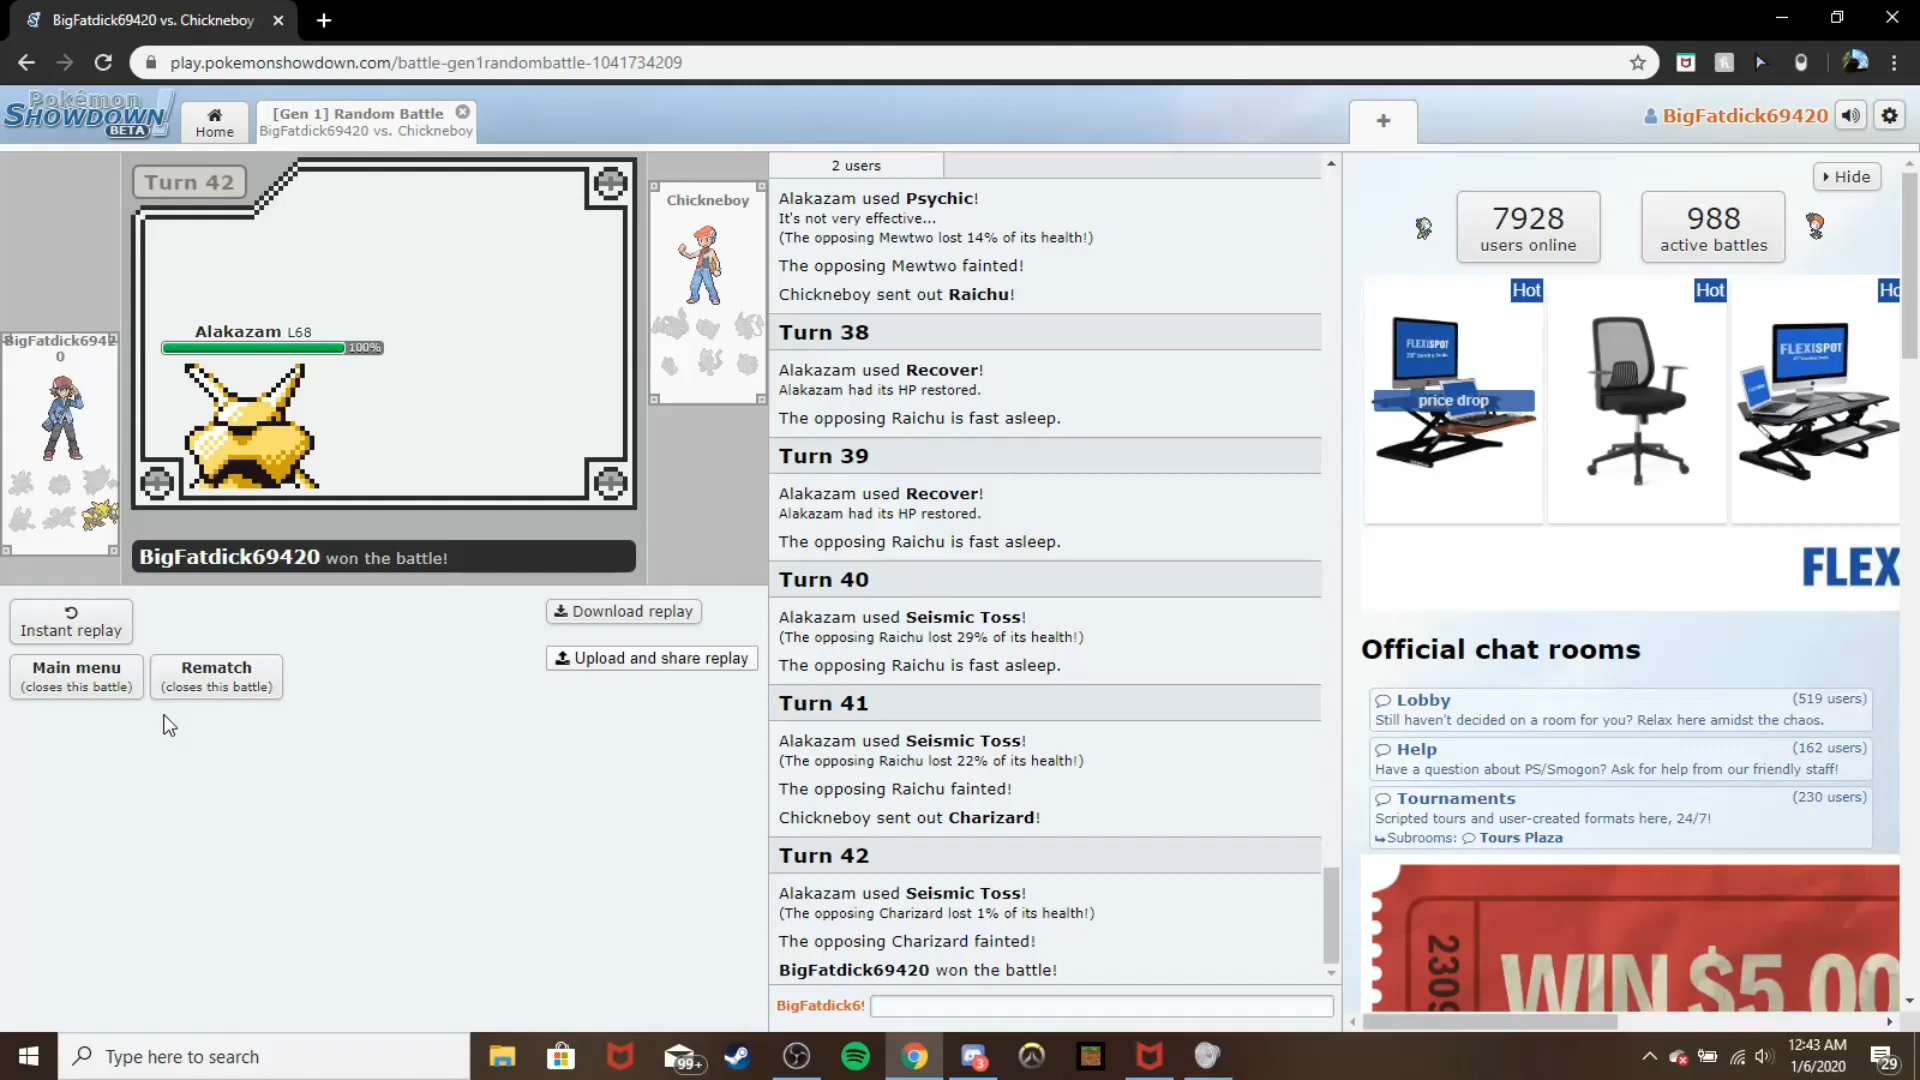 BigFatdick69420 vs. Chickneboy
play.pokemonshowdown.com/battle-gen1randombattle-1041734209
Pokémon
SHOWDOWN!
BETA
Home
[Gen 1] Random Battle
BigFatdick69420 vs. Chickneboy
BigFatdick69420
Turn 42
Alakazam L68
100%
BigFatdick6942
0
Chickneboy
BigFatdick69420 won the battle!
Instant replay
Main menu
(closes this battle)
Rematch
(closes this battle)
Download replay
Upload and share replay
2 users
Alakazam used Psychic!
It's not very effective...
(The opposing Mewtwo lost 14% of its health!)
The opposing Mewtwo fainted!
Chickneboy sent out Raichu!
Turn 38
Alakazam used Recover!
Alakazam had its HP restored.
The opposing Raichu is fast asleep.
Turn 39
Alakazam used Recover!
Alakazam had its HP restored.
The opposing Raichu is fast asleep.
Turn 40
Alakazam used Seismic Toss!
(The opposing Raichu lost 29% of its health!)
The opposing Raichu is fast asleep.
Turn 41
Alakazam used Seismic Toss!
(The opposing Raichu lost 22% of its health!)
The opposing Raichu fainted!
Chickneboy sent out Charizard!
Turn 42
Alakazam used Seismic Toss!
(The opposing Charizard lost 1% of its health!)
The opposing Charizard fainted!
BigFatdick69420 won the battle!
BigFatdick6
Hide
7928
users online
988
active battles
Hot
Hot
Ho
FLEXISPOT
price drop
FLEXISPOT
FLEX
Official chat rooms
Lobby (519 users)
Still haven't decided on a room for you? Relax here amidst the chaos.
Help (162 users)
Have a question about PS/Smogon? Ask for help from our friendly staff!
Tournaments (230 users)
Scripted tours and user-created formats here, 24/7!
Subrooms: Tours Plaza
2309
WIN $5,00
Type here to search
99+
3
12:43 AM
1/6/2020
29